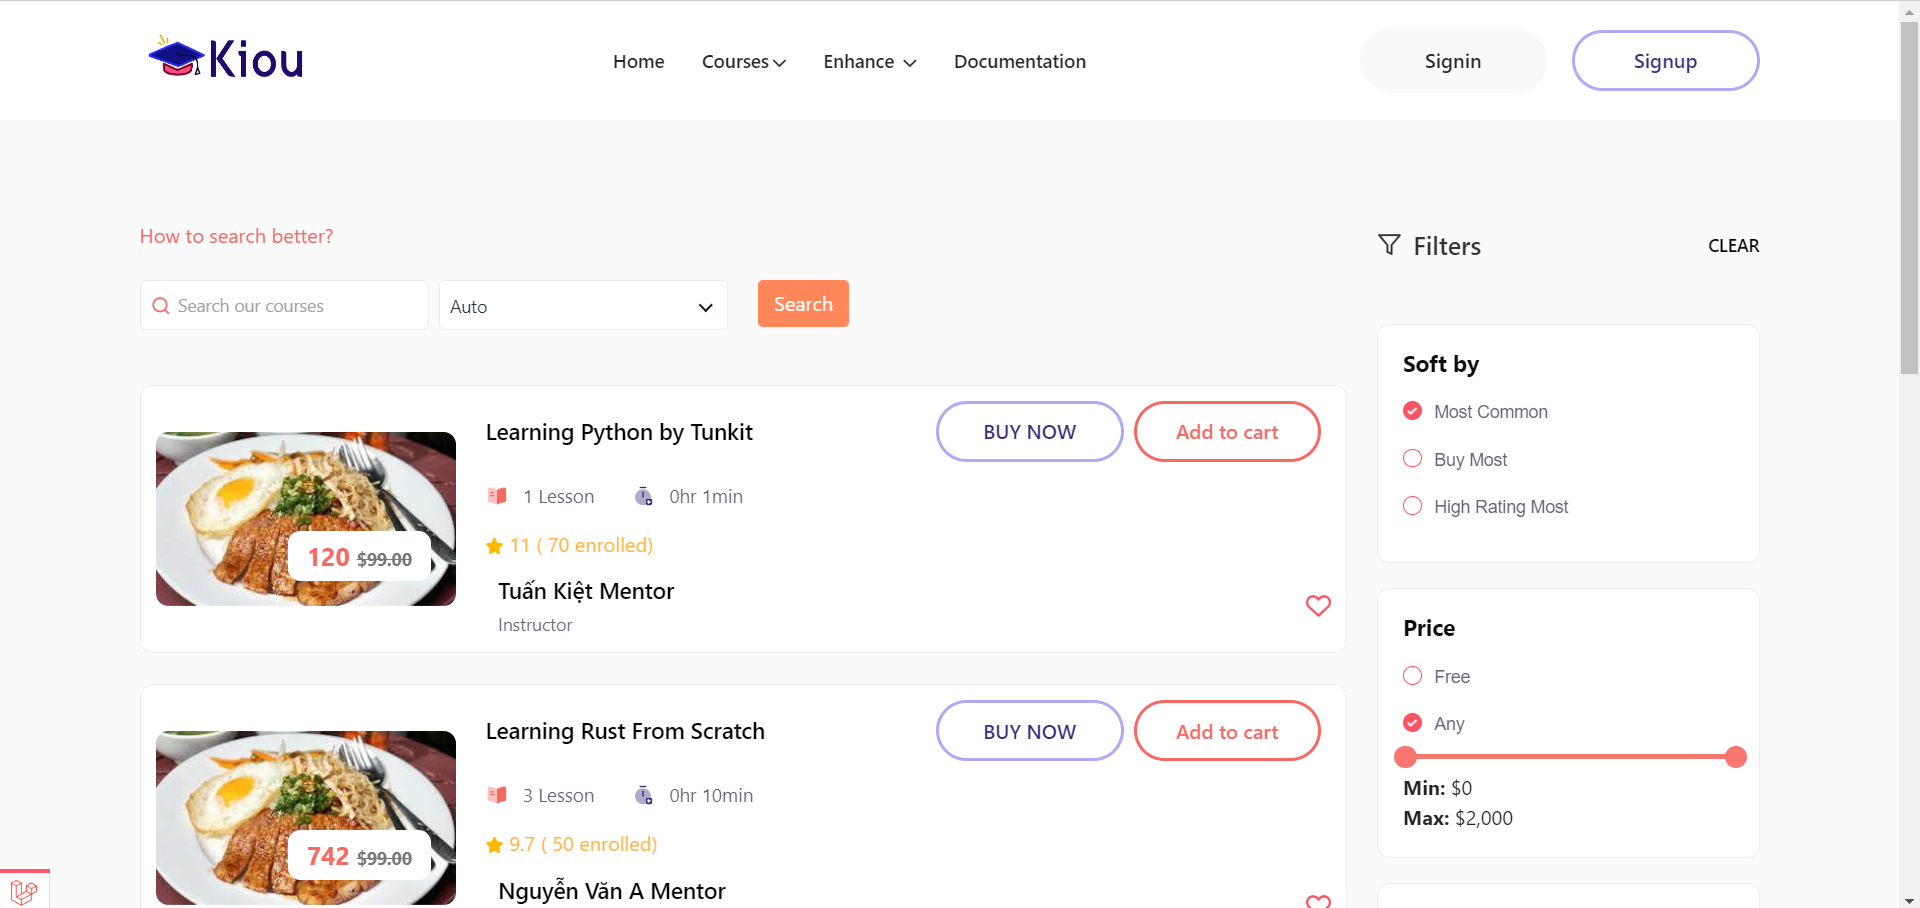 Kiou
Home Courses Enhance Documentation
Signin Signup
How to search better?
Search our courses Auto Search
Learning Python by Tunkit
BUY NOW Add to cart
1 Lesson 0hr 1min
11 ( 70 enrolled)
120 $99.00
Tuấn Kiệt Mentor
Instructor
Learning Rust From Scratch
BUY NOW Add to cart
3 Lesson 0hr 10min
9.7 ( 50 enrolled)
742 $99.00
Nguyễn Văn A Mentor
Filters CLEAR
Soft by
Most Common
Buy Most
High Rating Most
Price
Free
Any
Min: $0
Max: $2,000